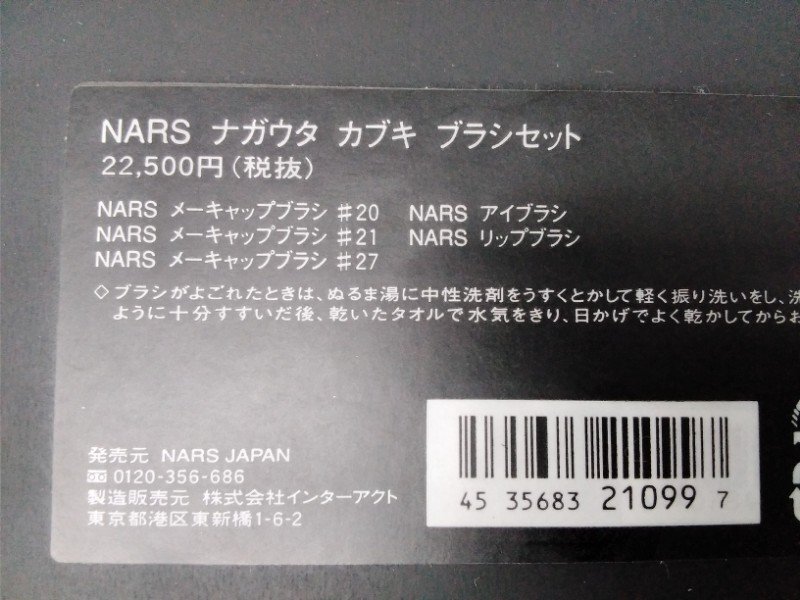 NARS ナガウタ カブキ ブラシセット
22,500円(税抜)
NARS メーキャップブラシ ♯20 NARS アイブラシ
NARS メーキャップブラシ ♯21 NARS リップブラシ
NARS メーキャップブラシ ♯27
◇ブラシがよごれたときは、ぬるま湯に中性洗剤をうすくとかして軽く振り洗いをし、洗
ように十分すすいだ後、乾いたタオルで水気をきり、日かげでよく乾かしてからお
発売元 NARS JAPAN
0120-356-686
製造販売元 株式会社インターアクト
東京都港区東新橋1-6-2
45 35683 21099 7